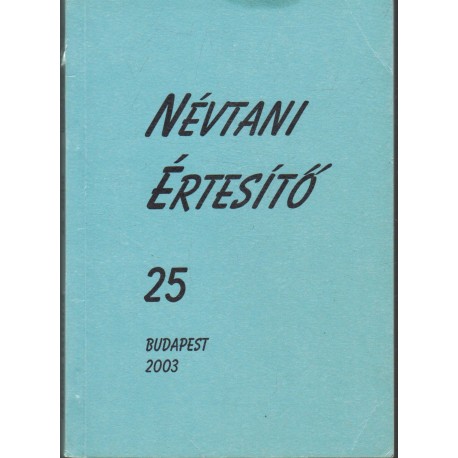 NÉVTANI
ÉRTESÍTŐ
25
BUDAPEST
2003